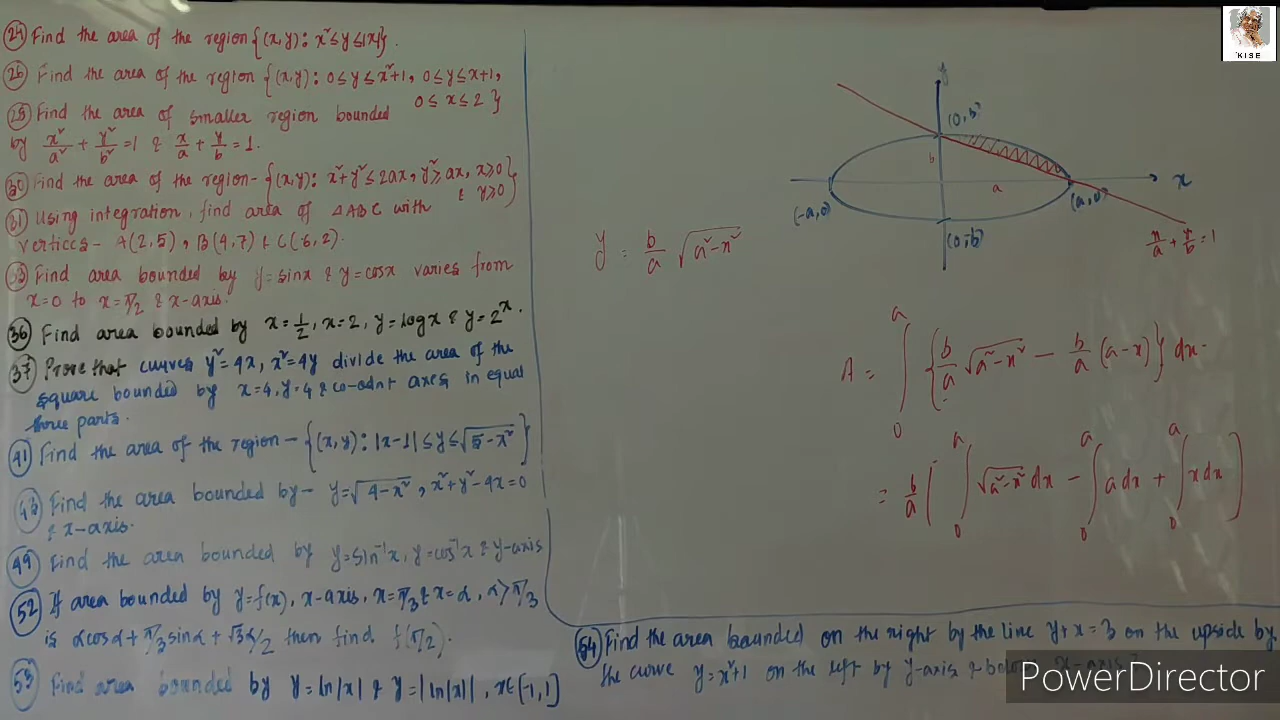 (24) Find the area of the region {(x, y) : x² ≤ y ≤ |x|}.
(26) Find the area of the region {(x, y) : 0 ≤ y ≤ x²+1, 0 ≤ y ≤ x+1,
0 ≤ x ≤ 2}
(25) Find the area of smaller region bounded
by x²/a² + y²/b² = 1 & x/a + y/b = 1.
(30) Find the area of the region - {(x, y) : x²+y² ≤ 2ax, y² ≥ ax, x ≥ 0
& y ≥ 0}
(31) Using integration, find area of △ABC with
vertices - A(2, 5), B(4, 7) & C(6, 2).
Find area bounded by y = sinx & y = cosx varies from
x=0 to x=π/2 & x-axis.
(36) Find area bounded by x = 1/2, x=2, y = logx & y = 2^x.
(37) Prove that curves y² = 4x, x² = 4y divide the area of the
square bounded by x=4, y=4 & co-odnt axes in equal
three parts.
(41) Find the area of the region - {(x, y) : |x-1| ≤ y ≤ √(5-x²)}
Find the area bounded by - y=√(4-x²), x²+y²-4x=0
& x-axis.
(49) Find the area bounded by y=sin⁻¹x, y=cos⁻¹x & y-axis
(52) If area bounded by y=f(x), x-axis, x=π/3 & x=α, α>π/3
is αcosα + π/3 sinα + √3α/2 then find f(π/2).
(53) Find area bounded by y = ln|x| & y = |ln|x||, x∈[-1,1]
KISE
y
(0, b)
b
a
x
(-a, 0)
(a, 0)
(0, -b)
x/a + y/b = 1
y = b/a √(a²-x²)
A = ∫₀ᵃ {b/a √(a²-x²) - b/a (a-x)} dx.
= b/a [∫₀ᵃ √(a²-x²) dx - ∫₀ᵃ a dx + ∫₀ᵃ x dx]
(54) Find the area bounded on the right by the line y+x=3 on the upside by
the curve y=x²+1 on the left by y-axis &
PowerDirector